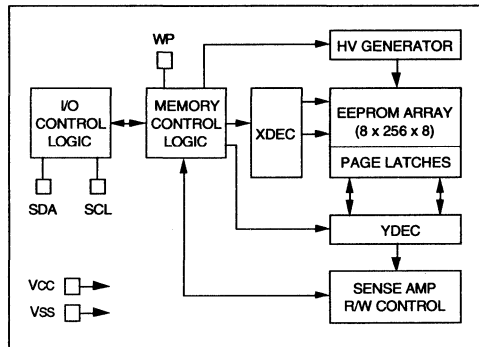 WP
HV GENERATOR
I/O
CONTROL
LOGIC
MEMORY
CONTROL
LOGIC
XDEC
EEPROM ARRAY
(8 x 256 x 8)
PAGE LATCHES
SDA
SCL
YDEC
VCC
VSS
SENSE AMP
R/W CONTROL